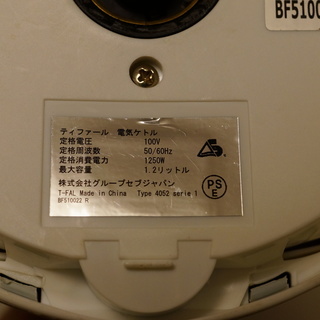 BF5100
ティファール 電気ケトル
定格電圧 100V
定格周波数 50/60Hz
定格消費電力 1250W
最大容量 1.2リットル
株式会社グループセブジャパン
T-FAL Made in China Type 4052 serie 1
BF510022 R
PS
E